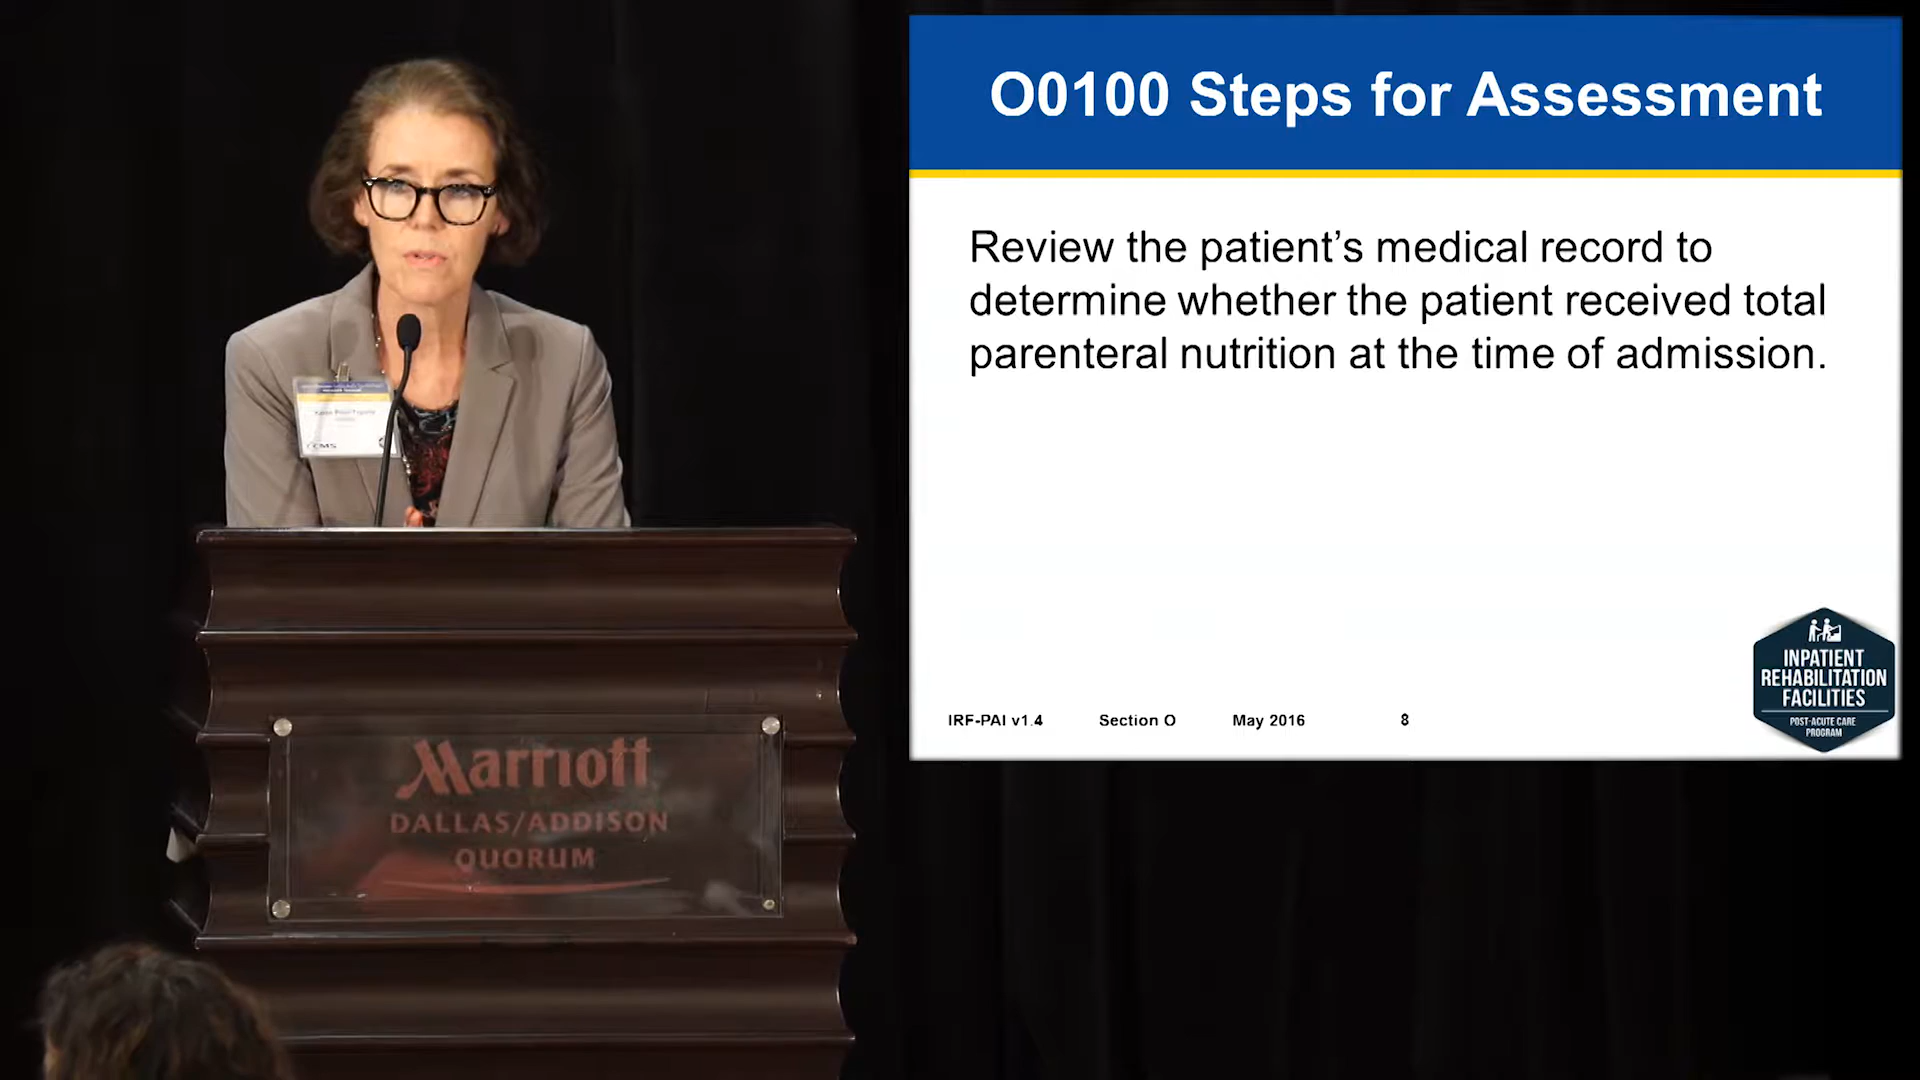 O0100 Steps for Assessment
Review the patient’s medical record to
determine whether the patient received total
parenteral nutrition at the time of admission.
IRF-PAI v1.4 Section O May 2016 8
INPATIENT
REHABILITATION
FACILITIES
POST-ACUTE CARE
PROGRAM
CMS
Marriott
DALLAS/ADDISON
QUORUM